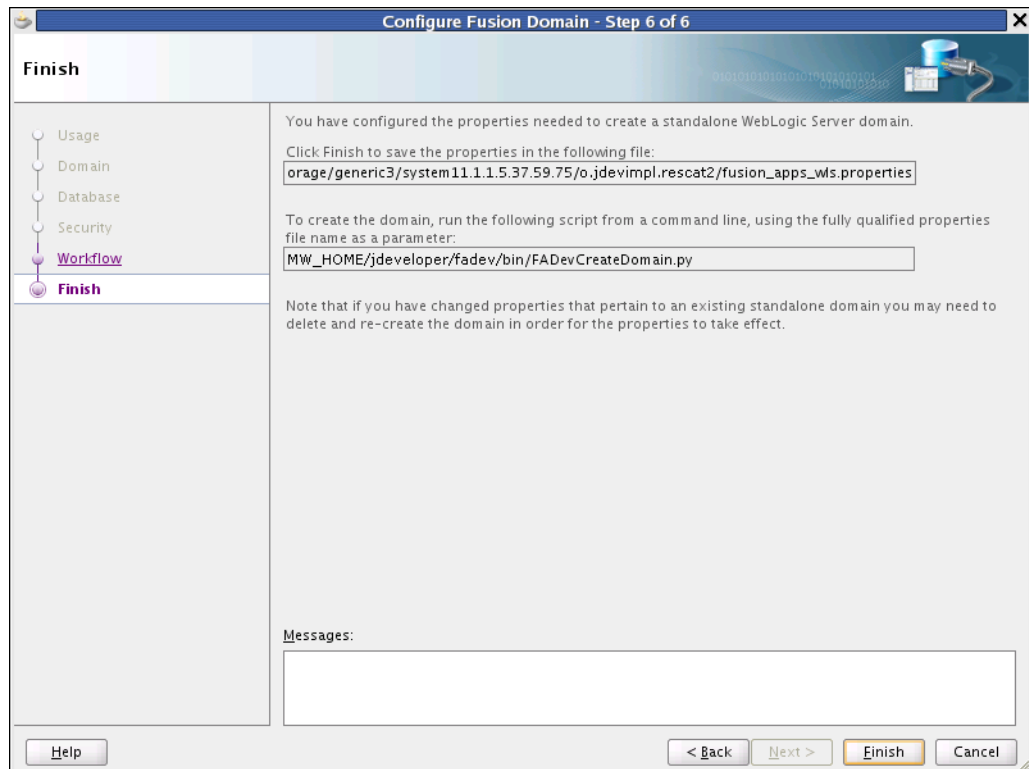 Configure Fusion Domain - Step 6 of 6
Finish
Usage
Domain
Database
Security
Workflow
Finish
You have configured the properties needed to create a standalone WebLogic Server domain.
Click Finish to save the properties in the following file:
orage/generic3/system11.1.1.5.37.59.75/o.jdevimpl.rescat2/fusion_apps_wls.properties
To create the domain, run the following script from a command line, using the fully qualified properties
file name as a parameter:
MW_HOME/jdeveloper/fadev/bin/FADevCreateDomain.py
Note that if you have changed properties that pertain to an existing standalone domain you may need to
delete and re-create the domain in order for the properties to take effect.
Messages:
Help
< Back
Next >
Finish
Cancel